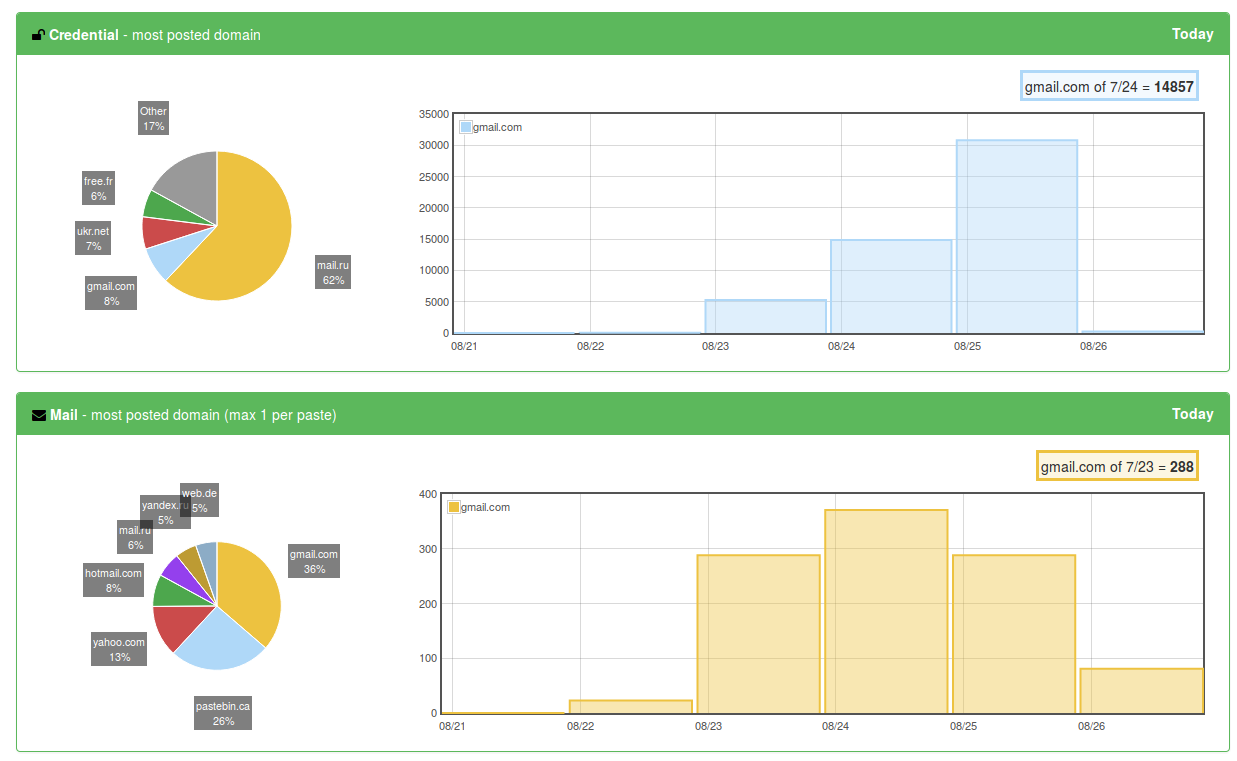 Credential - most posted domain
Today
gmail.com of 7/24 = 14857
Other
17%
free.fr
6%
ukr.net
7%
gmail.com
8%
mail.ru
62%
gmail.com
35000
30000
25000
20000
15000
10000
5000
0
08/21
08/22
08/23
08/24
08/25
08/26
Mail - most posted domain (max 1 per paste)
Today
gmail.com of 7/23 = 288
web.de
5%
yandex.ru
5%
mail.ru
6%
hotmail.com
8%
yahoo.com
13%
gmail.com
36%
pastebin.ca
26%
gmail.com
400
300
200
100
0
08/21
08/22
08/23
08/24
08/25
08/26